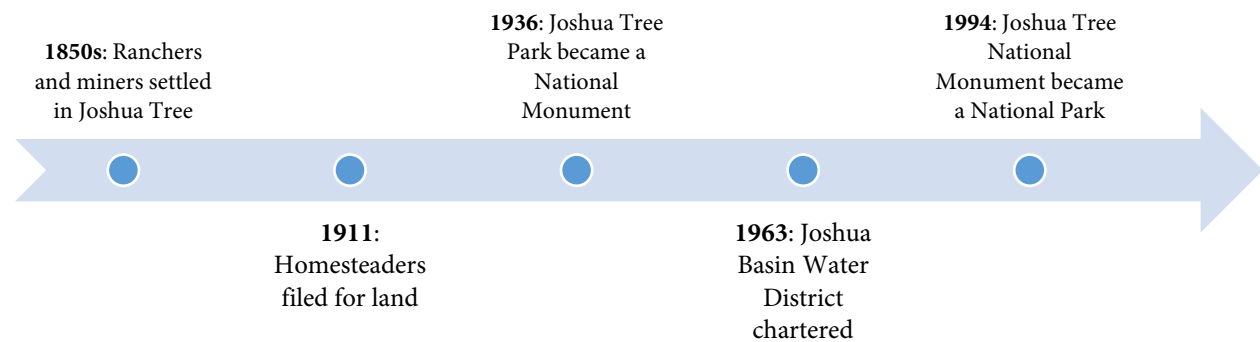 1850s: Ranchers
and miners settled
in Joshua Tree
1911:
Homesteaders
filed for land
1936: Joshua Tree
Park became a
National
Monument
1963: Joshua
Basin Water
District
chartered
1994: Joshua Tree
National
Monument became
a National Park